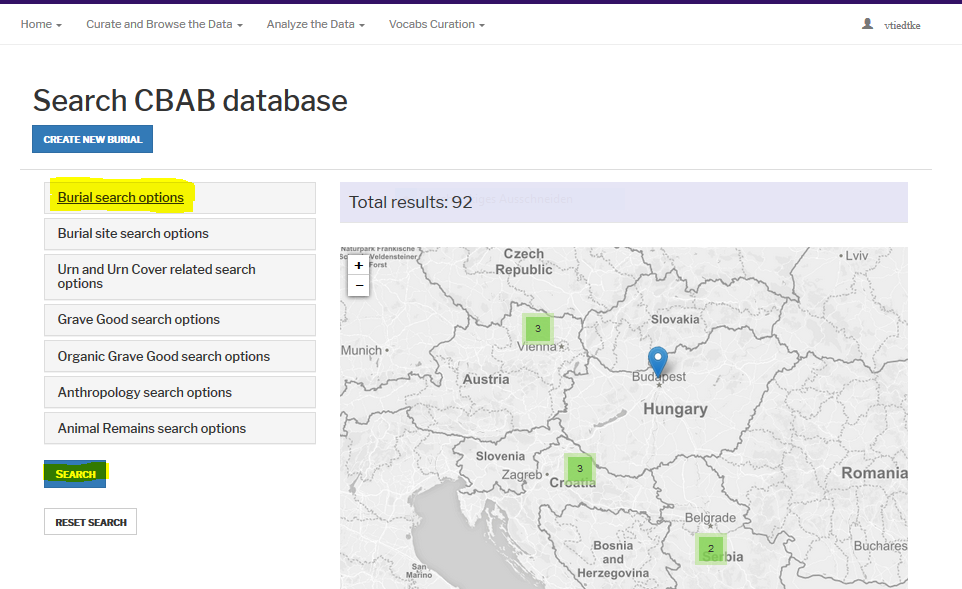 Home Curate and Browse the Data Analyze the Data Vocabs Curation vtiedtke
Search CBAB database
CREATE NEW BURIAL
Burial search options
Burial site search options
Urn and Urn Cover related search
options
Grave Good search options
Organic Grave Good search options
Anthropology search options
Animal Remains search options
SEARCH
RESET SEARCH
Total results: 92
Naturpark Fränkische
Veldensteiner
Forst
+
−
Czech
Republic
Lviv
Slovakia
3
Munich
Vienna
Austria
Budapest
Hungary
Slovenia
Zagreb
3
Croatia
Romania
Belgrade
2
Serbia
Bosnia
and
Herzegovina
Buchares
San
Marino